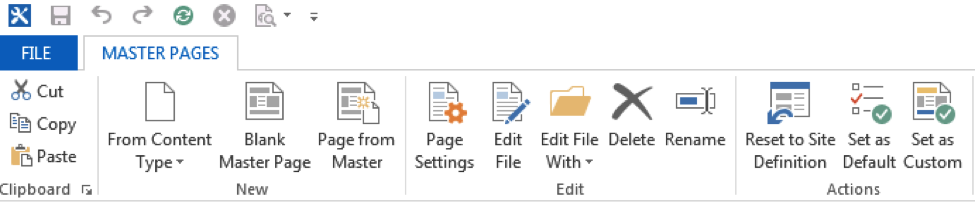 FILE
MASTER PAGES
Cut
Copy
Paste
Clipboard
From Content
Type
Blank
Master Page
Page from
Master
New
Page
Settings
Edit
File
Edit File
With
Delete
Rename
Edit
Reset to Site
Definition
Set as
Default
Set as
Custom
Actions